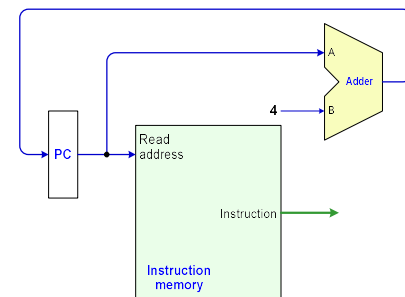 A
Adder
4
B
PC
Read
address
Instruction
Instruction
memory